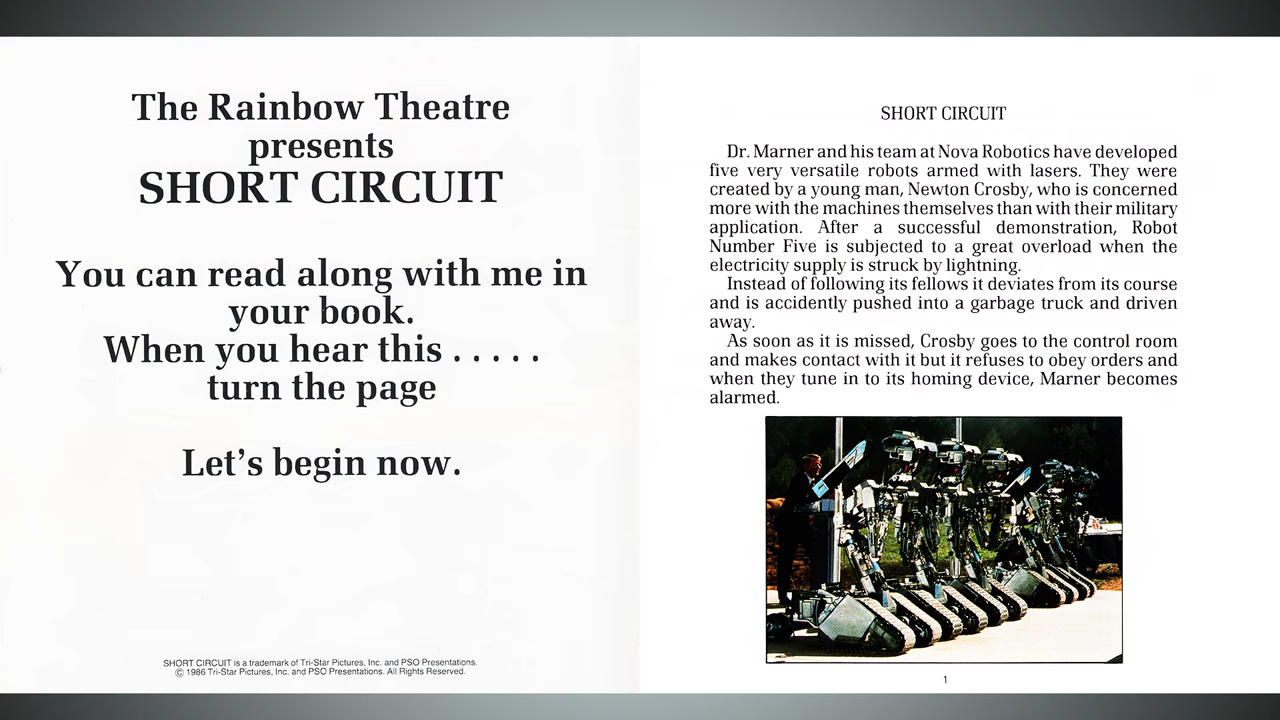 The Rainbow Theatre
presents
SHORT CIRCUIT
You can read along with me in
your book.
When you hear this . . . . .
turn the page
Let's begin now.
SHORT CIRCUIT is a trademark of Tri-Star Pictures, Inc. and PSO Presentations.
© 1986 Tri-Star Pictures, Inc. and PSO Presentations. All Rights Reserved.
SHORT CIRCUIT
Dr. Marner and his team at Nova Robotics have developed
five very versatile robots armed with lasers. They were
created by a young man, Newton Crosby, who is concerned
more with the machines themselves than with their military
application. After a successful demonstration, Robot
Number Five is subjected to a great overload when the
electricity supply is struck by lightning.
Instead of following its fellows it deviates from its course
and is accidently pushed into a garbage truck and driven
away.
As soon as it is missed, Crosby goes to the control room
and makes contact with it but it refuses to obey orders and
when they tune in to its homing device, Marner becomes
alarmed.
1